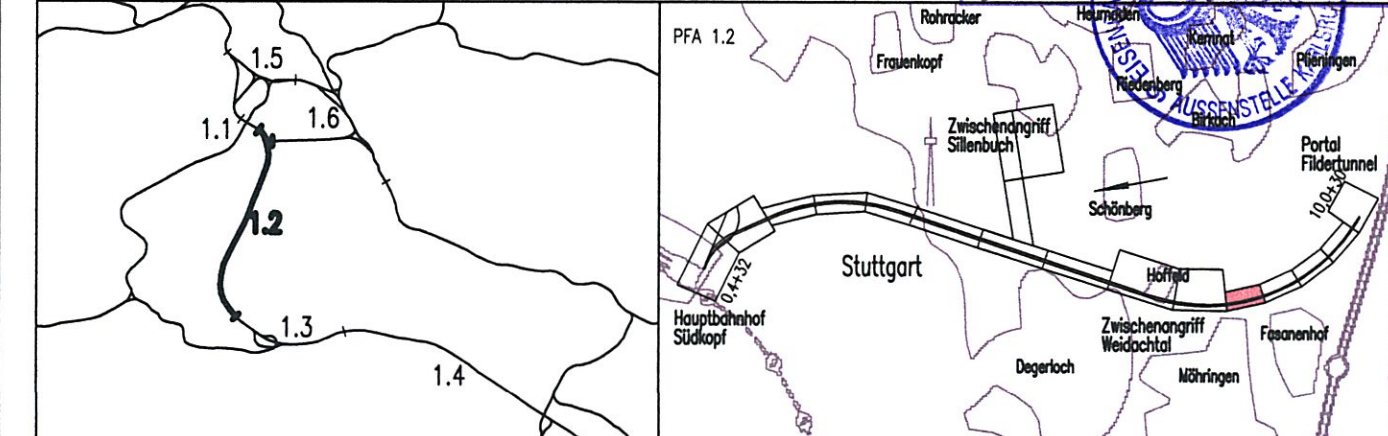 1.5
1.1
1.6
1.2
1.3
1.4
PFA 1.2
Rohracker
Frauenkopf
Heumaden
Kemnat
Riedenberg
Plieningen
Birkach
AUSSENSTELLE
Zwischenangriff
Sillenbuch
Portal
Fildertunnel
10,0+30
Schönberg
Stuttgart
Hoffeld
0,4+32
Hauptbahnhof
Südkopf
Zwischenangriff
Weidachtal
Fasanenhof
Degerloch
Möhringen